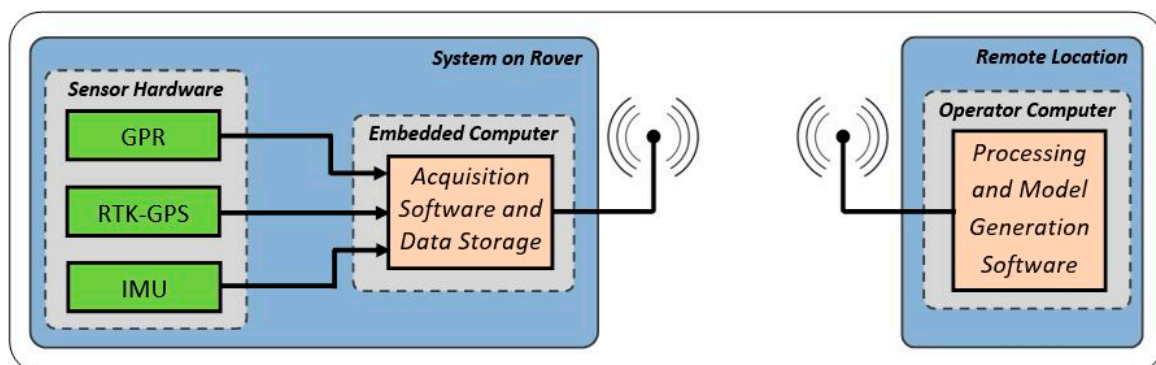 System on Rover
Sensor Hardware
GPR
RTK-GPS
IMU
Embedded Computer
Acquisition
Software and
Data Storage
Remote Location
Operator Computer
Processing
and Model
Generation
Software